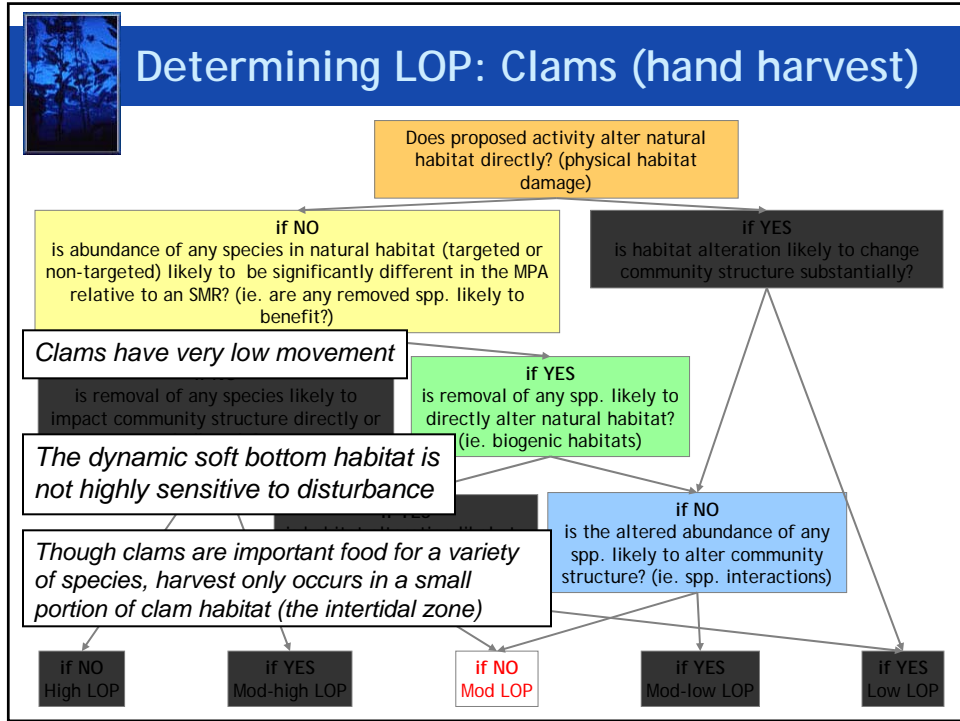 Determining LOP: Clams (hand harvest)
Does proposed activity alter natural
habitat directly? (physical habitat
damage)
if NO
is abundance of any species in natural habitat (targeted or
non-targeted) likely to be significantly different in the MPA
relative to an SMR? (ie. are any removed spp. likely to
benefit?)
if YES
is habitat alteration likely to change
community structure substantially?
Clams have very low movement
is removal of any species likely to
impact community structure directly or
if YES
is removal of any spp. likely to
directly alter natural habitat?
(ie. biogenic habitats)
The dynamic soft bottom habitat is
not highly sensitive to disturbance
if YES
if NO
is the altered abundance of any
spp. likely to alter community
structure? (ie. spp. interactions)
Though clams are important food for a variety
of species, harvest only occurs in a small
portion of clam habitat (the intertidal zone)
if NO
High LOP
if YES
Mod-high LOP
if NO
Mod LOP
if YES
Mod-low LOP
if YES
Low LOP